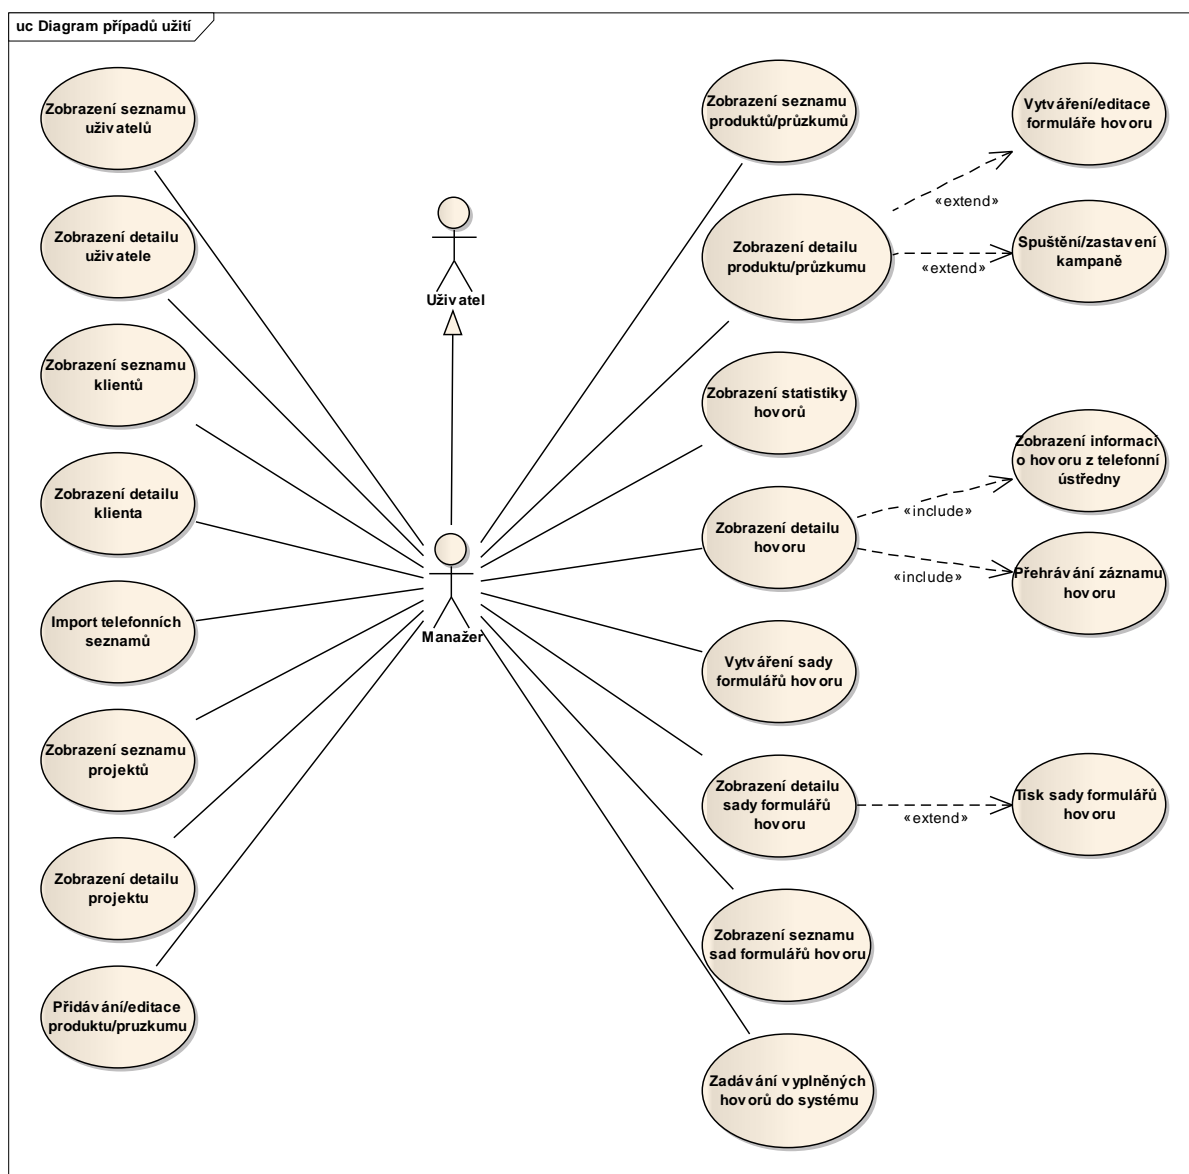 uc Diagram případů užití
Zobrazení seznamu
uživatelů
Zobrazení detailu
uživatele
Zobrazení seznamu
klientů
Zobrazení detailu
klienta
Import telefonních
seznamů
Zobrazení seznamu
projektů
Zobrazení detailu
projektu
Přidávání/editace
produktu/pruzkumu
Uživatel
Manažer
Zobrazení seznamu
produktů/průzkumů
Zobrazení detailu
produktu/průzkumu
Zobrazení statistiky
hovorů
Zobrazení detailu
hovoru
Vytváření sady
formulářů hovoru
Zobrazení detailu
sady formulářů
hovoru
Zobrazení seznamu
sad formulářů hovoru
Zadávání vyplněných
hovorů do systému
«extend»
«extend»
«include»
«include»
«extend»
Vytváření/editace
formuláře hovoru
Spuštění/zastavení
kampaně
Zobrazení informací
o hovoru z telefonní
ústředny
Přehrávání záznamu
hovoru
Tisk sady formulářů
hovoru